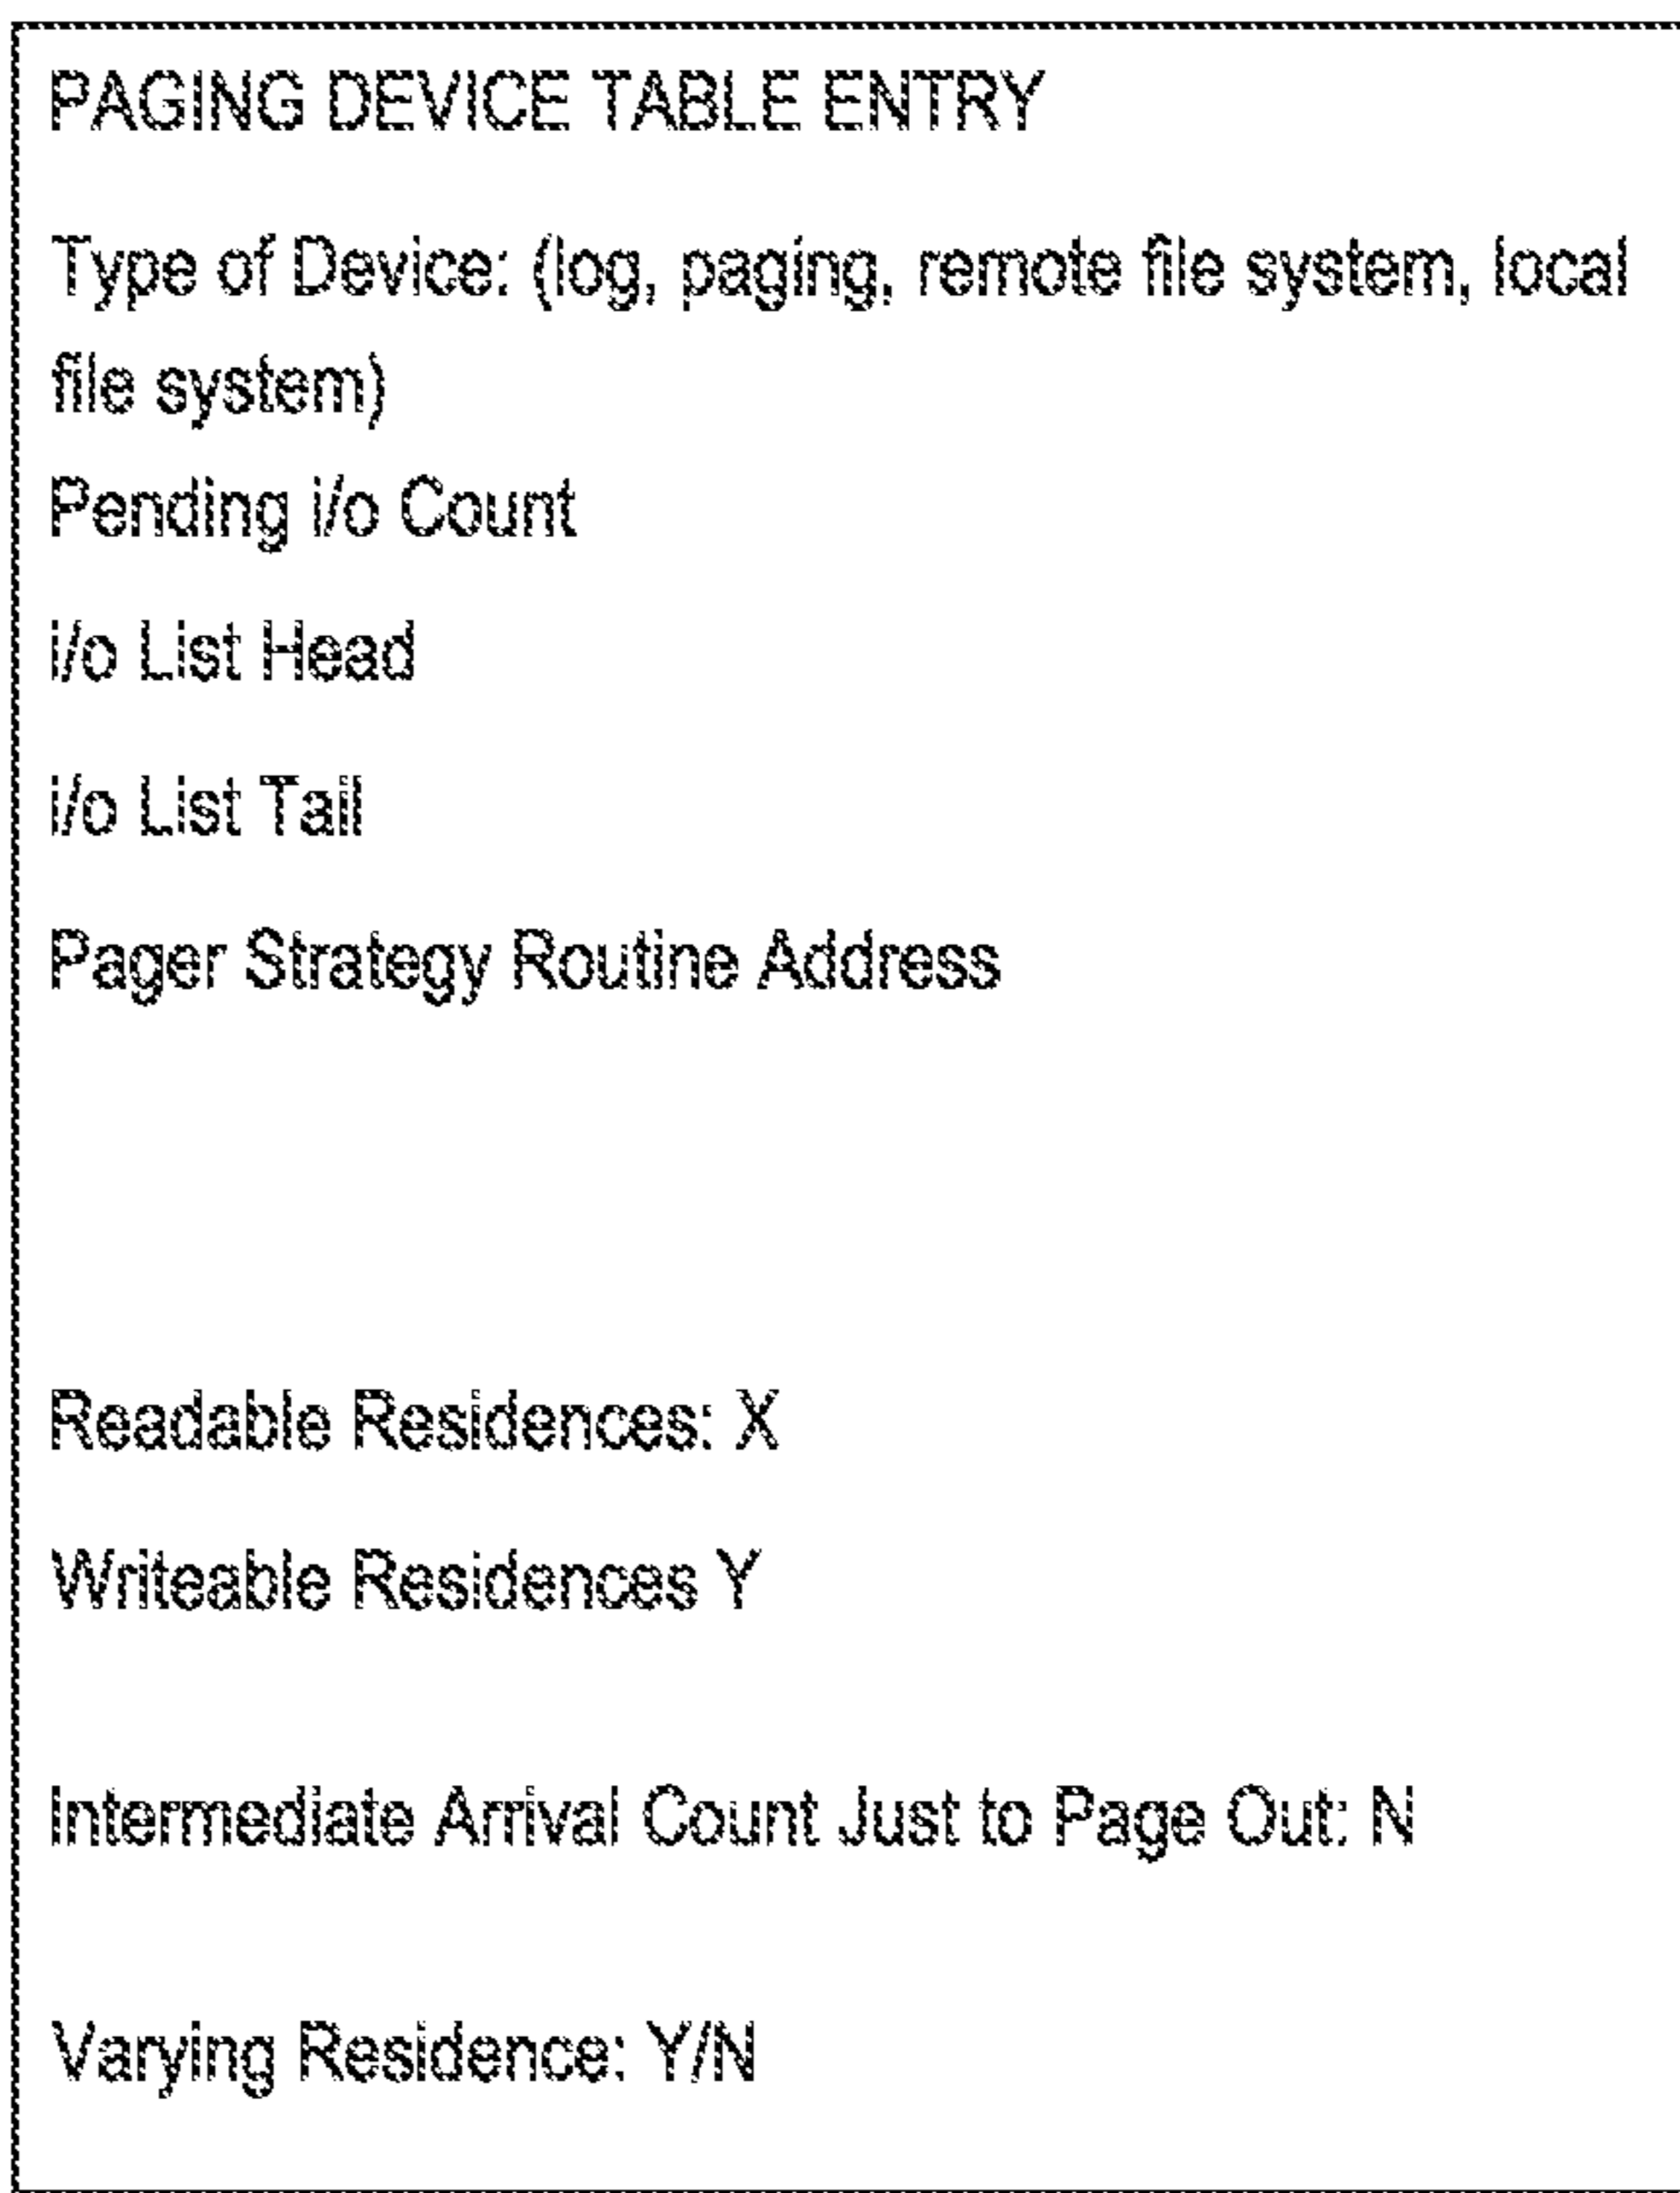 PAGING DEVICE TABLE ENTRY
Type of Device: (log, paging, remote file system, local
file system)
Pending i/o Count
i/o List Head
i/o List Tail
Pager Strategy Routine Address
Readable Residences: X
Writeable Residences Y
Intermediate Arrival Count Just to Page Out: N
Varying Residence: Y/N